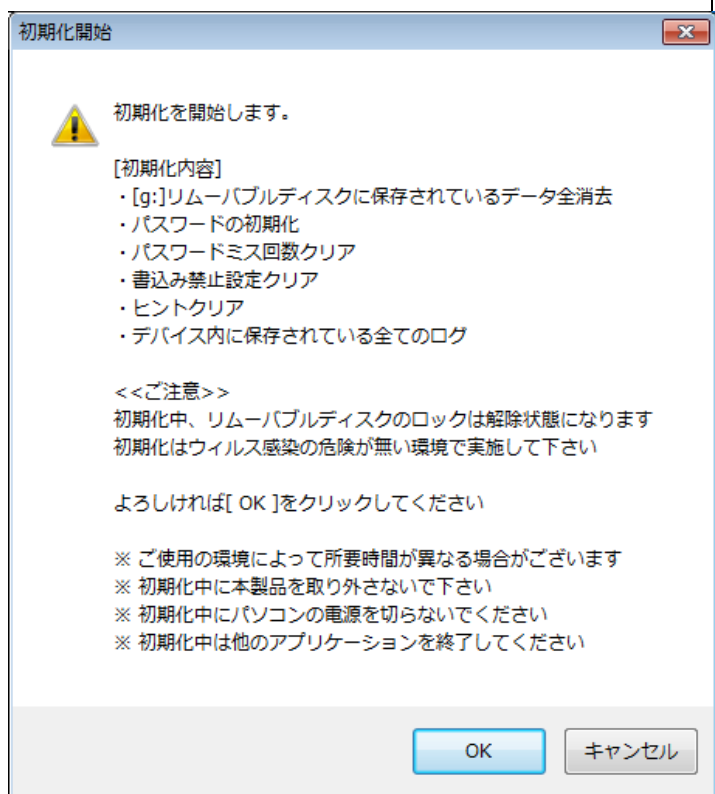 初期化開始
初期化を開始します。
[初期化内容]
・[g:]リムーバブルディスクに保存されているデータ全消去
・パスワードの初期化
・パスワードミス回数クリア
・書込み禁止設定クリア
・ヒントクリア
・デバイス内に保存されている全てのログ
<<ご注意>>
初期化中、リムーバブルディスクのロックは解除状態になります
初期化はウィルス感染の危険が無い環境で実施して下さい
よろしければ[ OK ]をクリックしてください
※ ご使用の環境によって所要時間が異なる場合がございます
※ 初期化中に本製品を取り外さないで下さい
※ 初期化中にパソコンの電源を切らないでください
※ 初期化中は他のアプリケーションを終了してください
OK
キャンセル